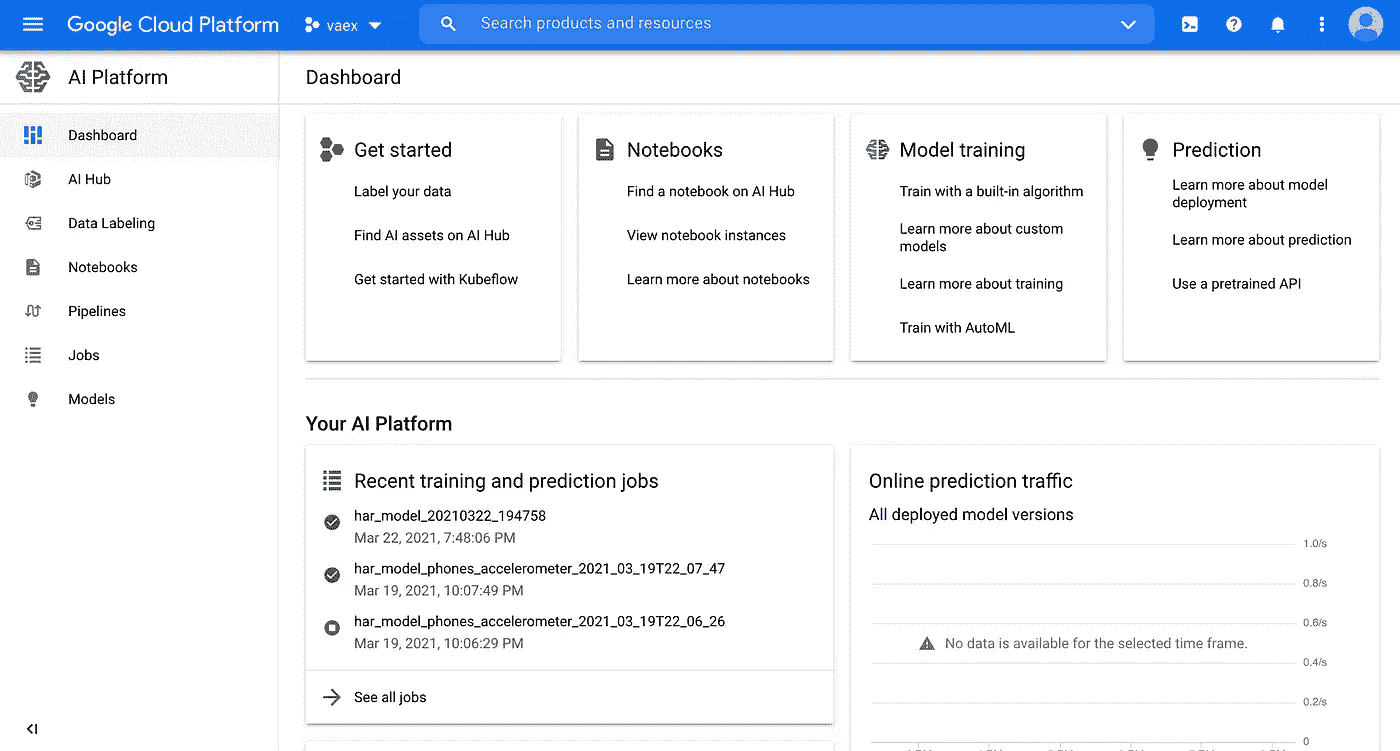 Google Cloud Platform
vaex
Search products and resources
AI Platform
Dashboard
Dashboard
AI Hub
Data Labeling
Notebooks
Pipelines
Jobs
Models
Get started
Label your data
Find AI assets on AI Hub
Get started with Kubeflow
Notebooks
Find a notebook on AI Hub
View notebook instances
Learn more about notebooks
Model training
Train with a built-in algorithm
Learn more about custom
models
Learn more about training
Train with AutoML
Prediction
Learn more about model
deployment
Learn more about prediction
Use a pretrained API
Your AI Platform
Recent training and prediction jobs
har_model_20210322_194758
Mar 22, 2021, 7:48:06 PM
har_model_phones_accelerometer_2021_03_19T22_07_47
Mar 19, 2021, 10:07:49 PM
har_model_phones_accelerometer_2021_03_19T22_06_26
Mar 19, 2021, 10:06:29 PM
See all jobs
Online prediction traffic
All deployed model versions
1.0/s
0.8/s
0.6/s
No data is available for the selected time frame.
0.4/s
0.2/s
0